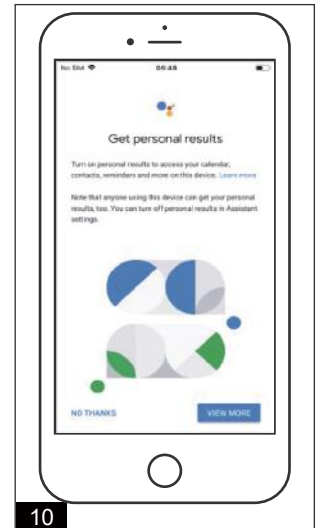 No SIM 08:48
Get personal results
Turn on personal results to access your calendar,
contacts, reminders and more on this device. Learn more
Note that anyone using this device can get your personal
results, too. You can turn off personal results in Assistant
settings.
NO THANKS VIEW MORE
10